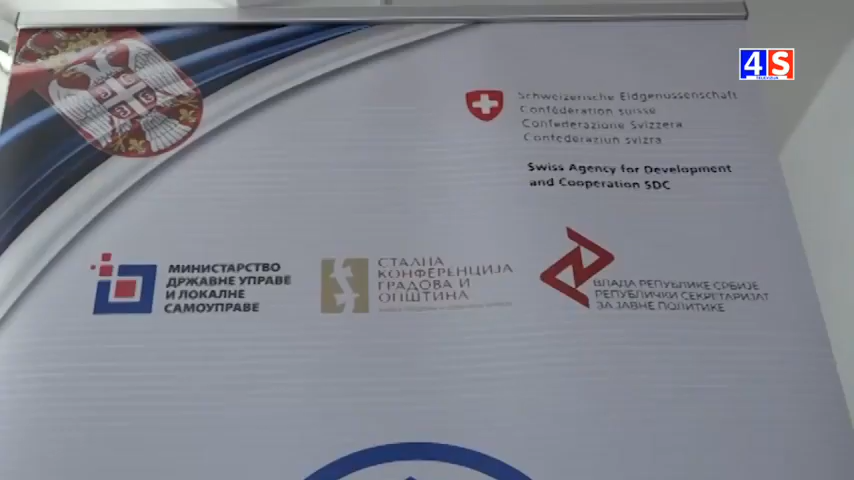 4S
Schweizerische Eidgenossenschaft
Confédération suisse
Confederazione Svizzera
Confederaziun svizra
Swiss Agency for Development
and Cooperation SDC
МИНИСТАРСТВО
ДРЖАВНЕ УПРАВЕ
И ЛОКАЛНЕ
САМОУПРАВЕ
СТАЛНА
КОНФЕРЕНЦИЈА
ГРАДОВА И
ОПШТИНА
ВЛАДА РЕПУБЛИКЕ СРБИЈЕ
РЕПУБЛИЧКИ СЕКРЕТАРИЈАТ
ЗА ЈАВНЕ ПОЛИТИКЕ